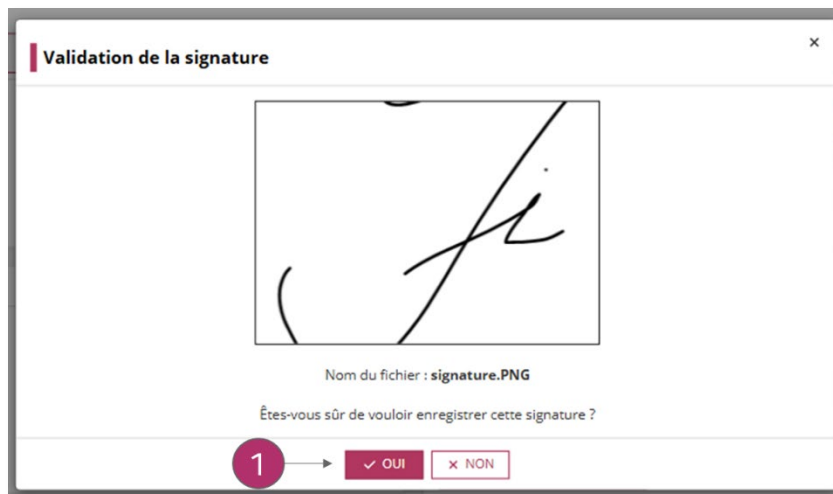 Validation de la signature
×
Nom du fichier : signature.PNG
Êtes-vous sûr de vouloir enregistrer cette signature ?
1
✓ OUI × NON